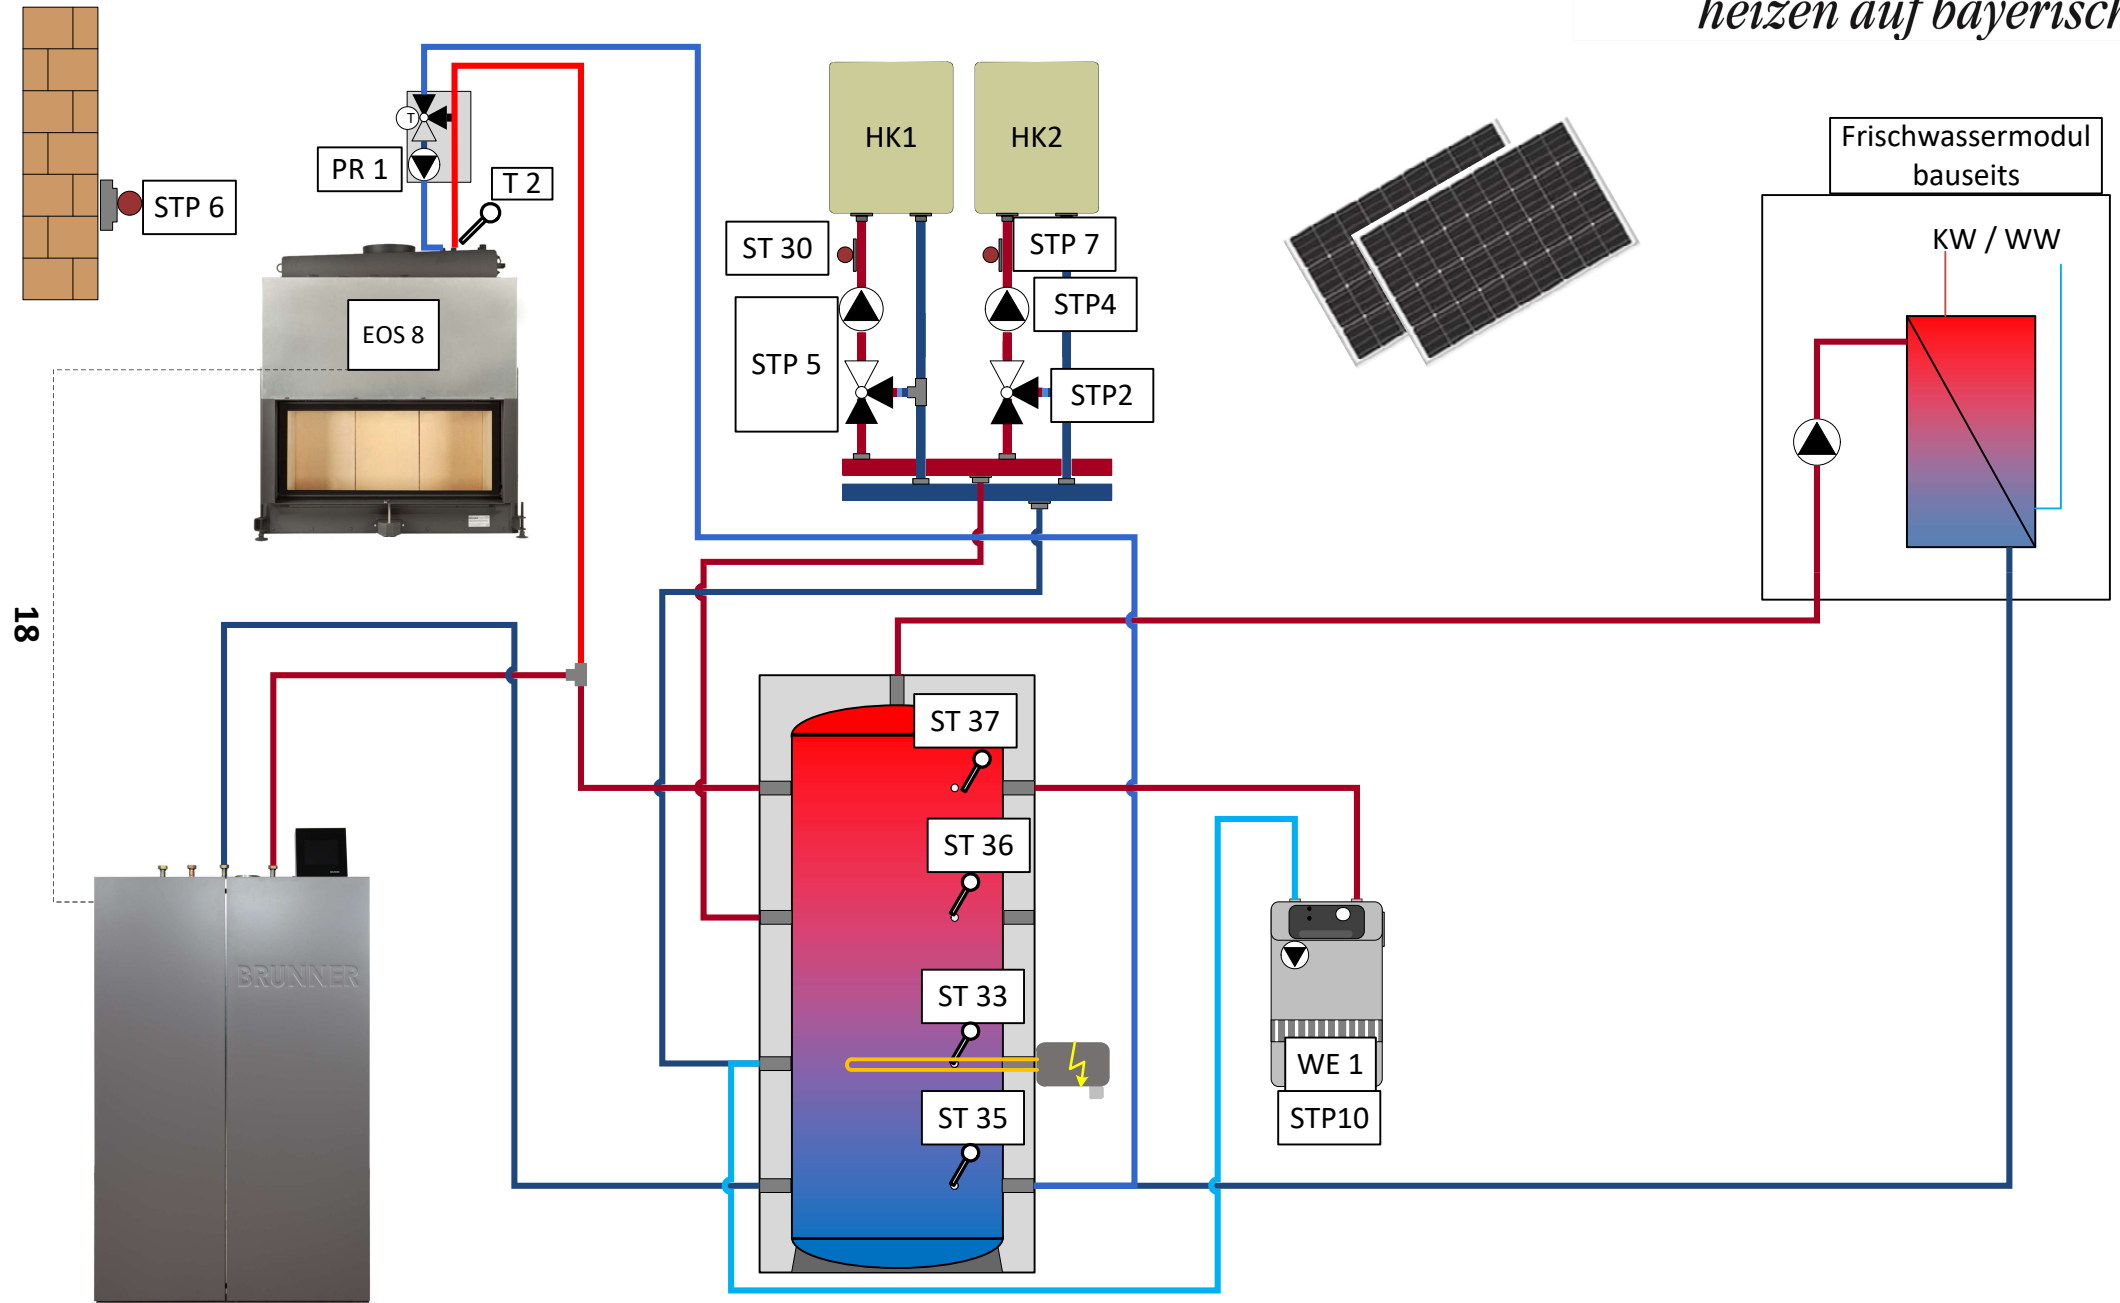 heizen auf bayerisch
HK1
HK2
T
PR 1
T 2
STP 6
ST 30
STP 7
STP4
STP 5
STP2
EOS 8
Frischwassermodul
bauseits
KW / WW
18
ST 37
ST 36
ST 33
ST 35
BRUNNER
WE 1
STP10